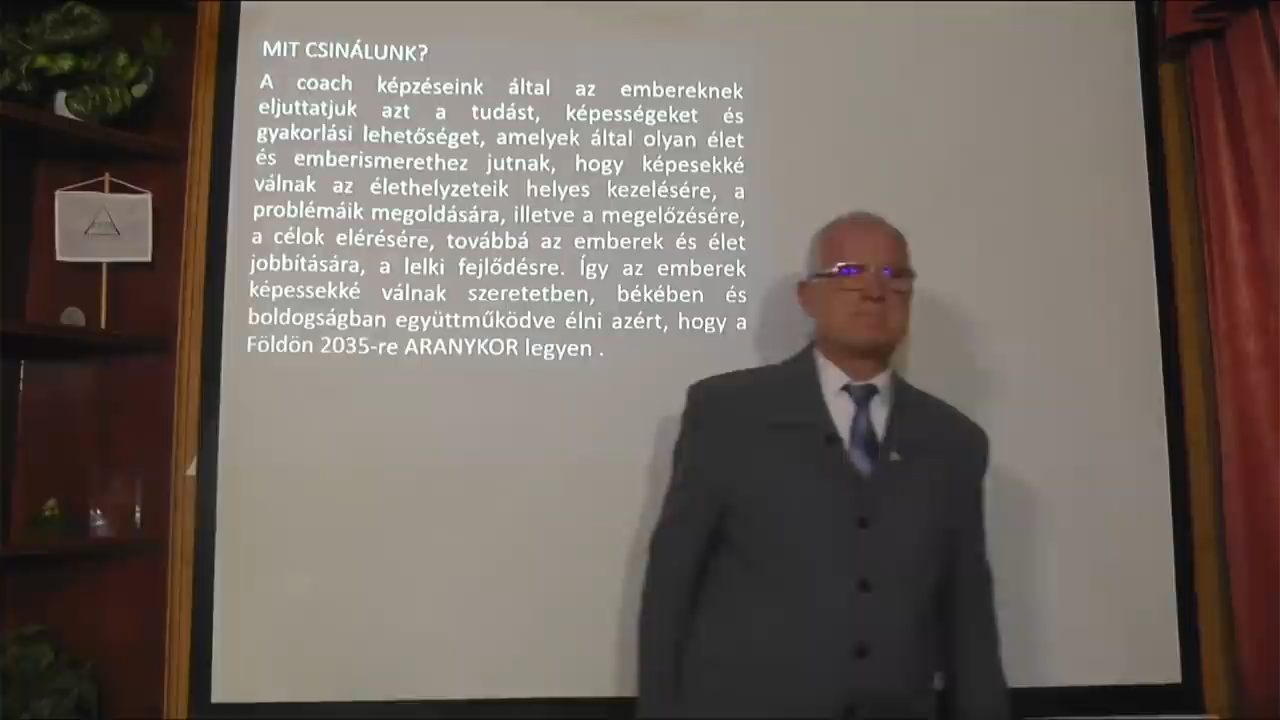 MIT CSINÁLUNK?
A coach képzéseink által az embereknek
eljuttatjuk azt a tudást, képességeket és
gyakorlási lehetőséget, amelyek által olyan élet
és emberismerethez jutnak, hogy képesekké
válnak az élethelyzeteik helyes kezelésére, a
problémáik megoldására, illetve a megelőzésére,
a célok elérésére, továbbá az emberek és élet
jobbítására, a lelki fejlődésre. Így az emberek
képessekké válnak szeretetben, békében és
boldogságban együttműködve élni azért, hogy a
Földön 2035-re ARANYKOR legyen .